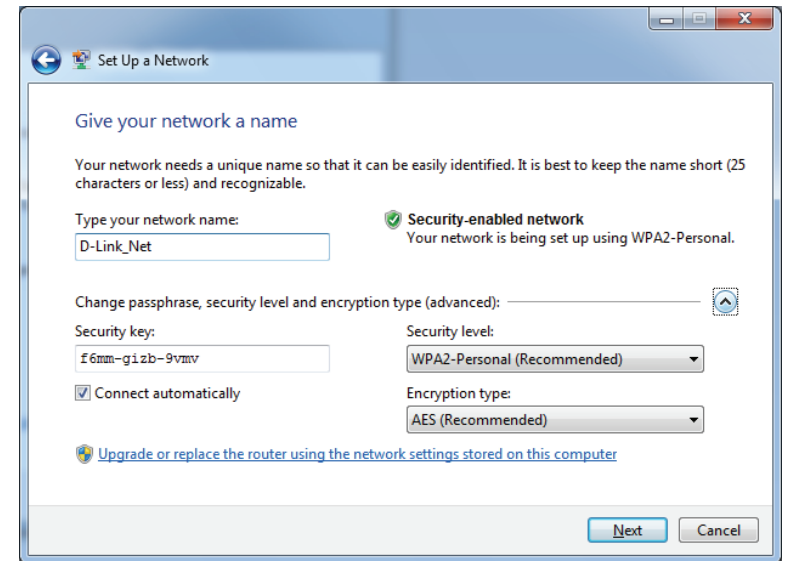 Set Up a Network
Give your network a name
Your network needs a unique name so that it can be easily identified. It is best to keep the name short (25
characters or less) and recognizable.
Type your network name:
D-Link_Net
Security-enabled network
Your network is being set up using WPA2-Personal.
Change passphrase, security level and encryption type (advanced):
Security key:
f6mm-gizb-9vmv
Security level:
WPA2-Personal (Recommended)
Connect automatically
Encryption type:
AES (Recommended)
Upgrade or replace the router using the network settings stored on this computer
Next
Cancel